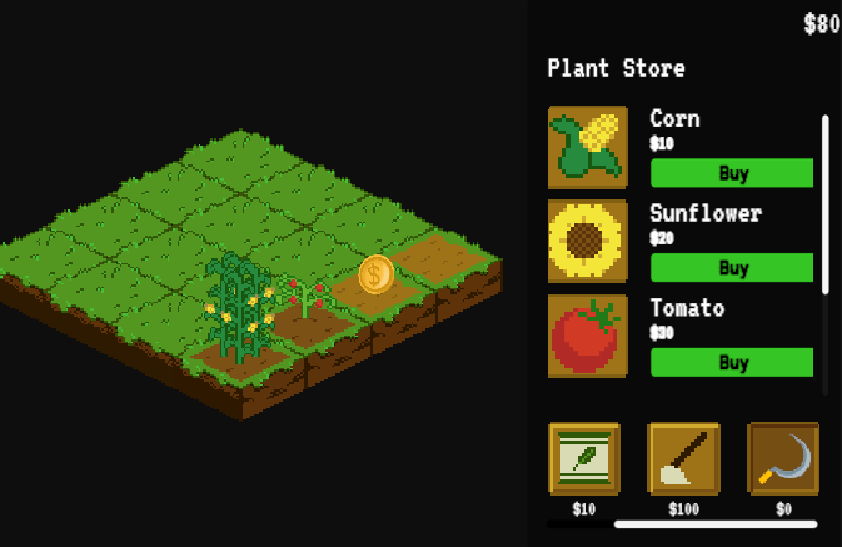 $80
Plant Store
Corn
$10
Buy
Sunflower
$20
Buy
Tomato
$30
Buy
$
$10
$100
$0